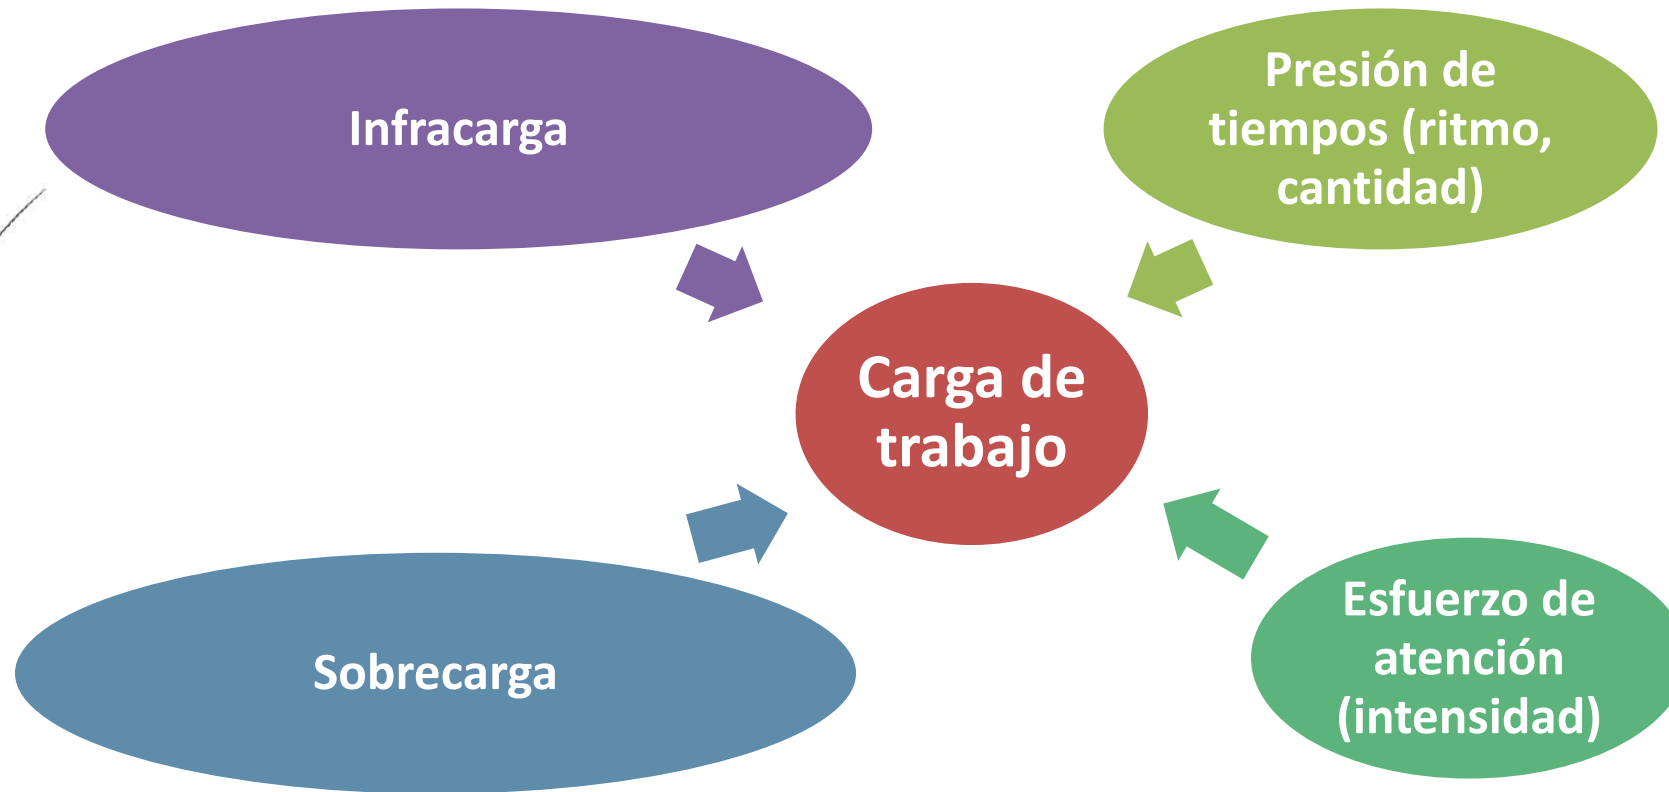 Infracarga
Presión de
tiempos (ritmo,
cantidad)
Carga de
trabajo
Sobrecarga
Esfuerzo de
atención
(intensidad)